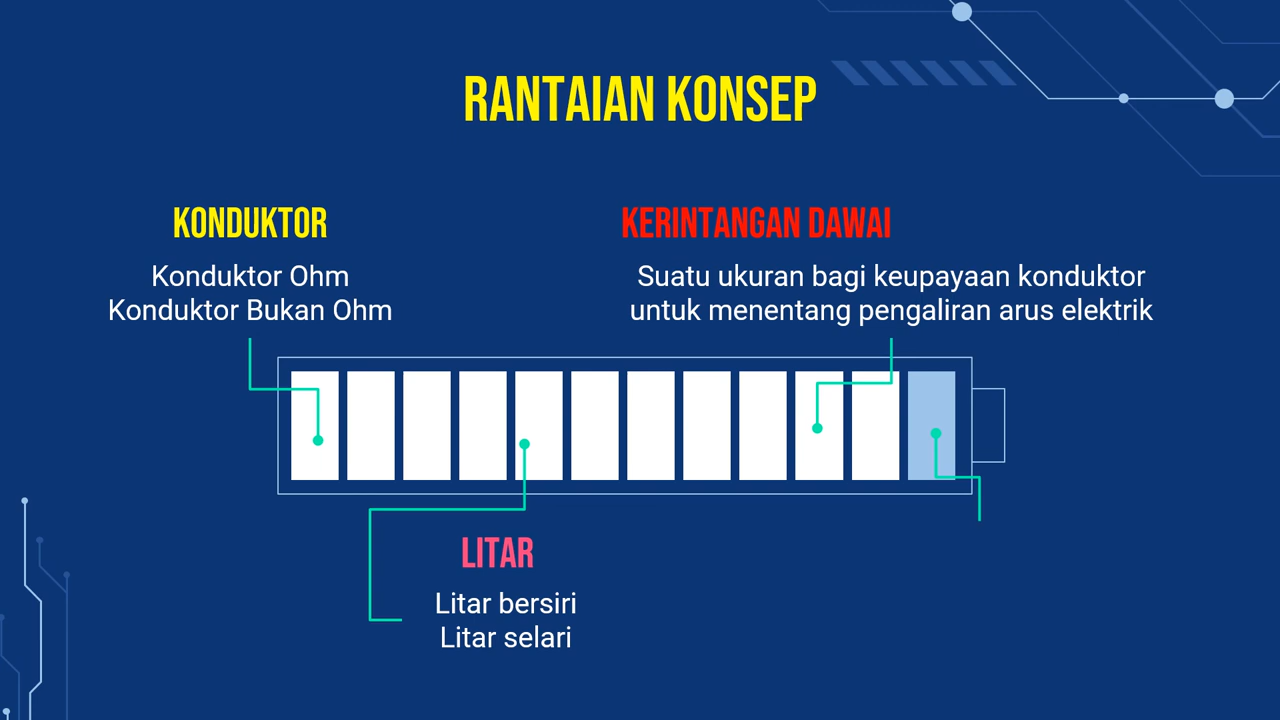 RANTAIAN KONSEP
KONDUKTOR
Konduktor Ohm
Konduktor Bukan Ohm
KERINTANGAN DAWAI
Suatu ukuran bagi keupayaan konduktor
untuk menentang pengaliran arus elektrik
LITAR
Litar bersiri
Litar selari